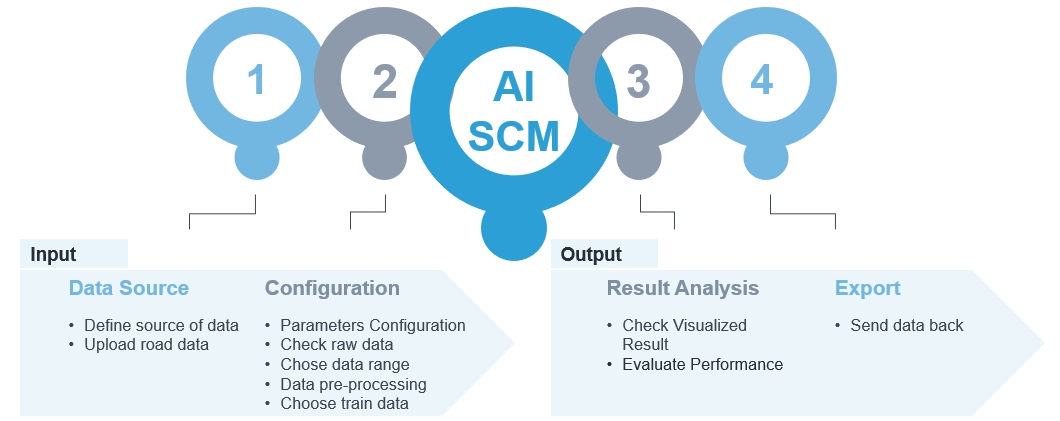 1
2
AI
SCM
3
4
Input
Data Source
• Define source of data
• Upload road data
Configuration
• Parameters Configuration
• Check raw data
• Chose data range
• Data pre-processing
• Choose train data
Output
Result Analysis
• Check Visualized
Result
• Evaluate Performance
Export
• Send data back